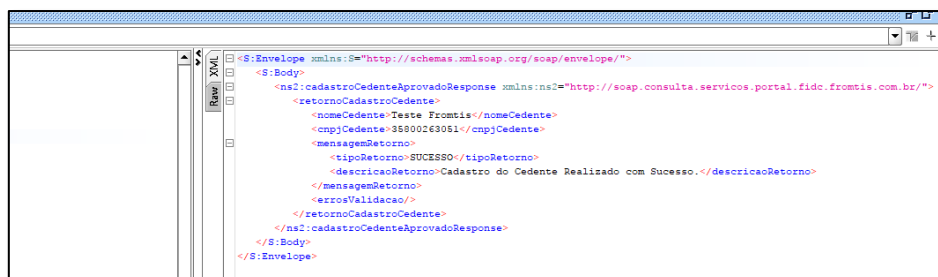 XML
Raw
<S:Envelope xmlns:S="http://schemas.xmlsoap.org/soap/envelope/">
<S:Body>
<ns2:cadastroCedenteAprovadoResponse xmlns:ns2="http://soap.consulta.servicos.portal.fidc.fromtis.com.br/">
<retornoCadastroCedente>
<nomeCedente>Teste Fromtis</nomeCedente>
<cnpjCedente>35800263051</cnpjCedente>
<mensagemRetorno>
<tipoRetorno>SUCESSO</tipoRetorno>
<descricaoRetorno>Cadastro do Cedente Realizado com Sucesso.</descricaoRetorno>
</mensagemRetorno>
<errosValidacao/>
</retornoCadastroCedente>
</ns2:cadastroCedenteAprovadoResponse>
</S:Body>
</S:Envelope>